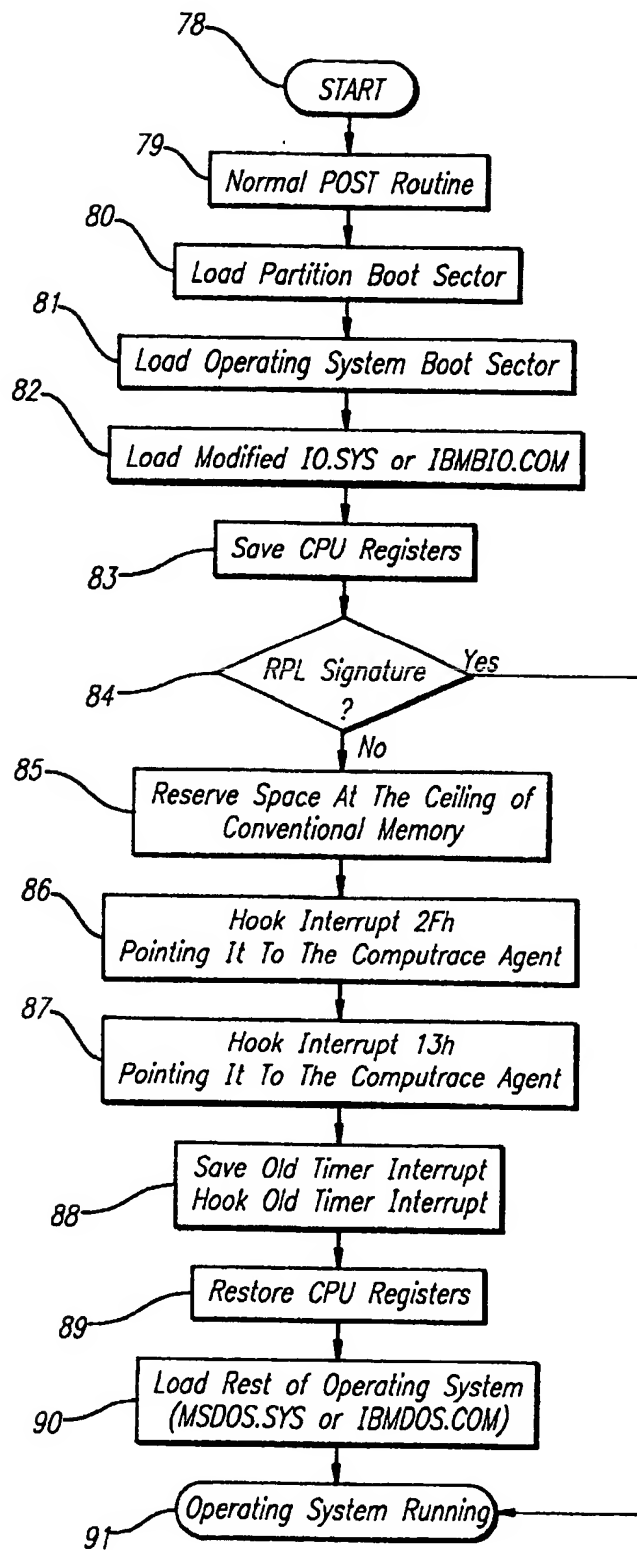 78
START
79
Normal POST Routine
80
Load Partition Boot Sector
81
Load Operating System Boot Sector
82
Load Modified IO.SYS or IBMBIO.COM
Save CPU Registers
83
RPL Signature
?
Yes
84
No
85
Reserve Space At The Ceiling of
Conventional Memory
86
Hook Interrupt 2Fh
Pointing It To The Computrace Agent
87
Hook Interrupt 13h
Pointing It To The Computrace Agent
Save Old Timer Interrupt
Hook Old Timer Interrupt
88
Restore CPU Registers
89
Load Rest of Operating System
(MSDOS.SYS or IBMDOS.COM)
90
Operating System Running
91